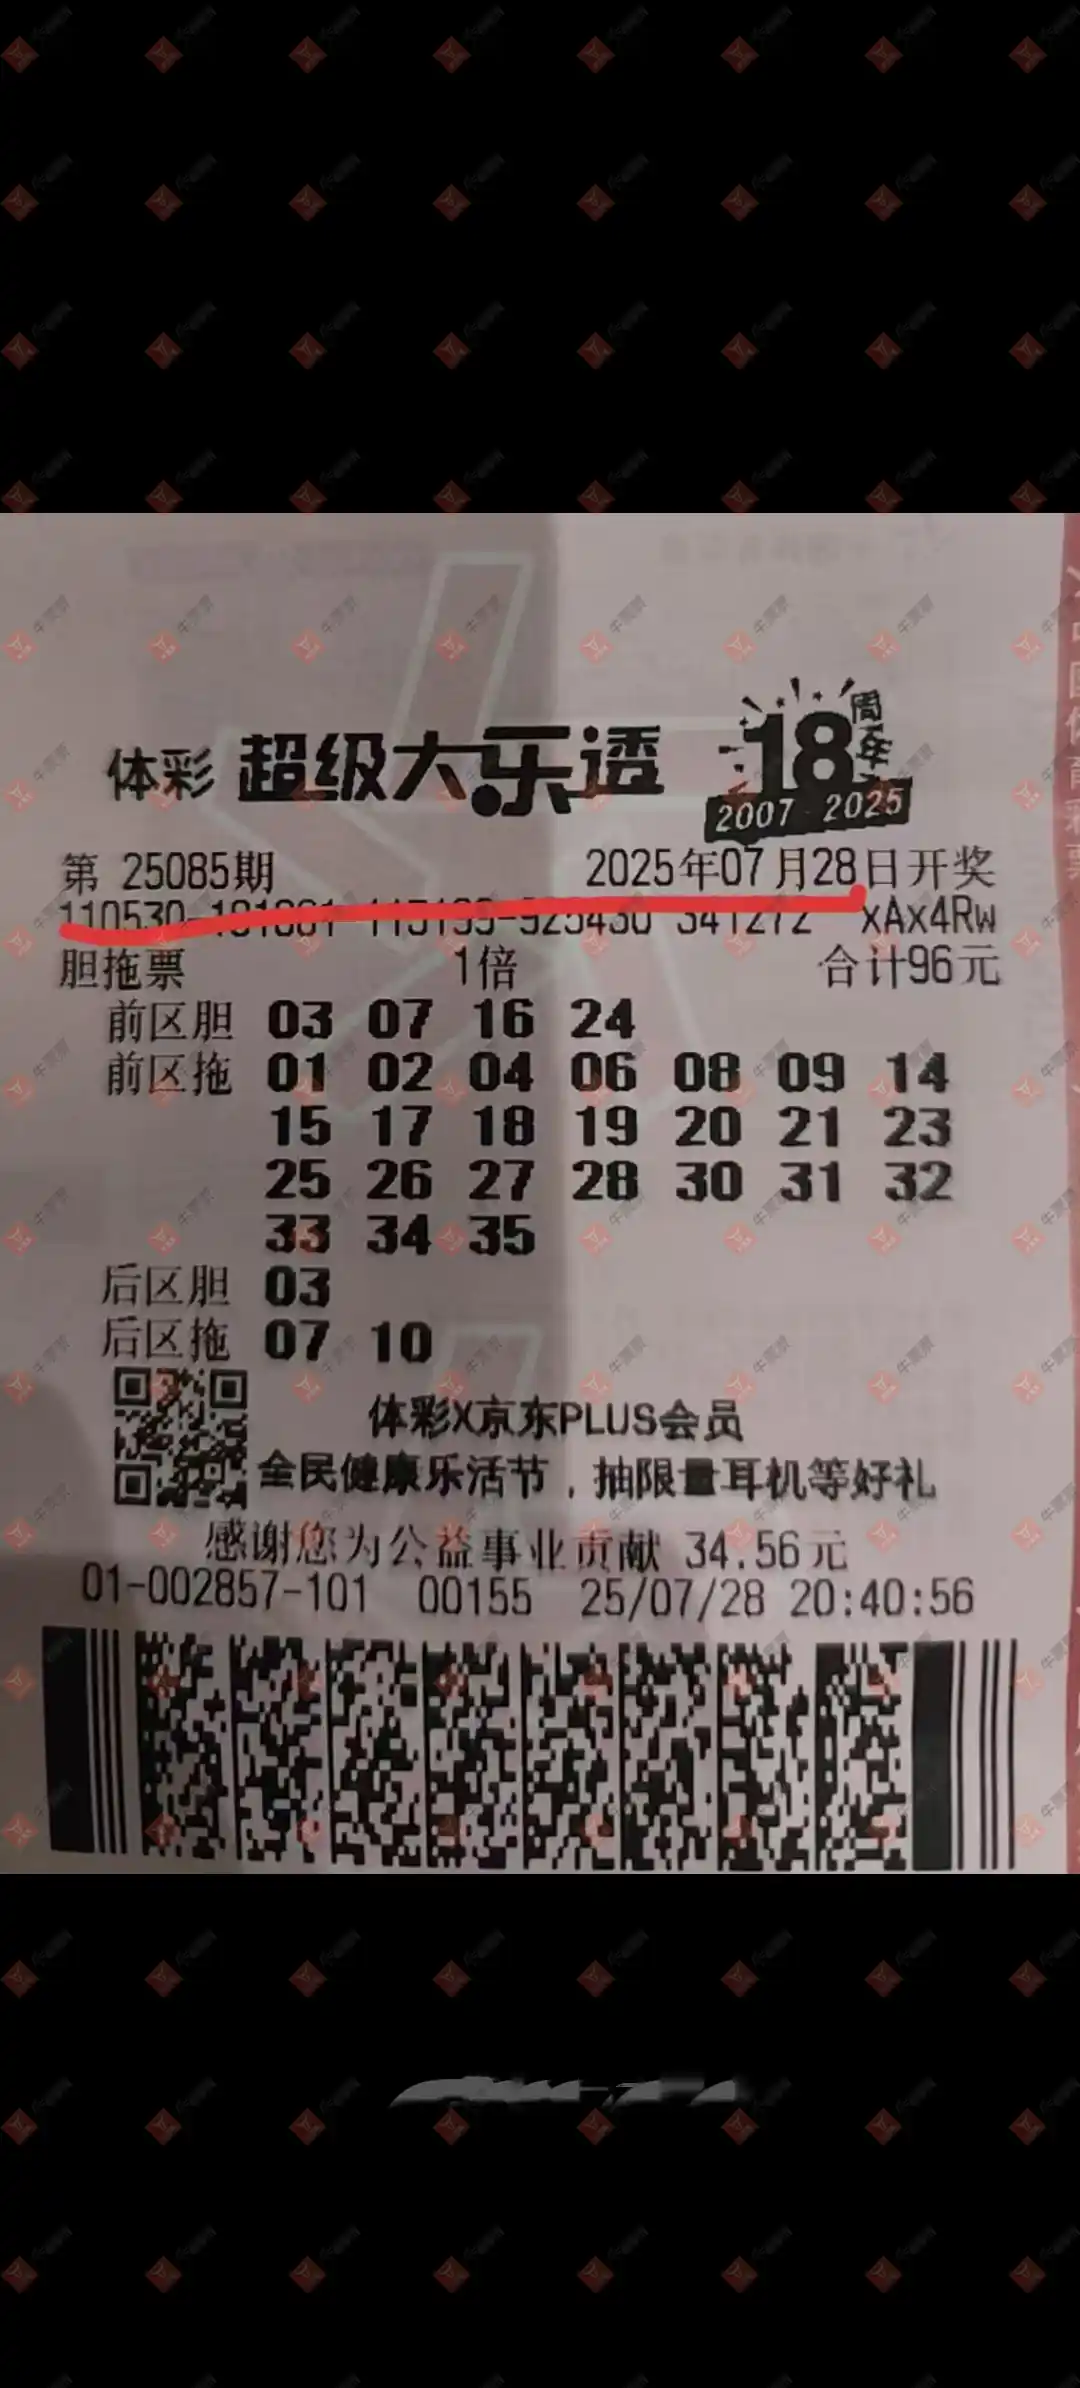 体彩 超级大乐透 18周年
2007-2025
第 25085期 2025年07月28日开奖
xAx4Rw
胆拖票 1倍 合计96元
前区胆 03 07 16 24
前区拖 01 02 04 06 08 09 14
15 17 18 19 20 21 23
25 26 27 28 30 31 32
33 34 35
后区胆 03
后区拖 07 10
体彩X京东PLUS会员
全民健康乐活节，抽限量耳机等好礼
感谢您为公益事业贡献 34.56元
01-002857-101 00155 25/07/28 20:40:56